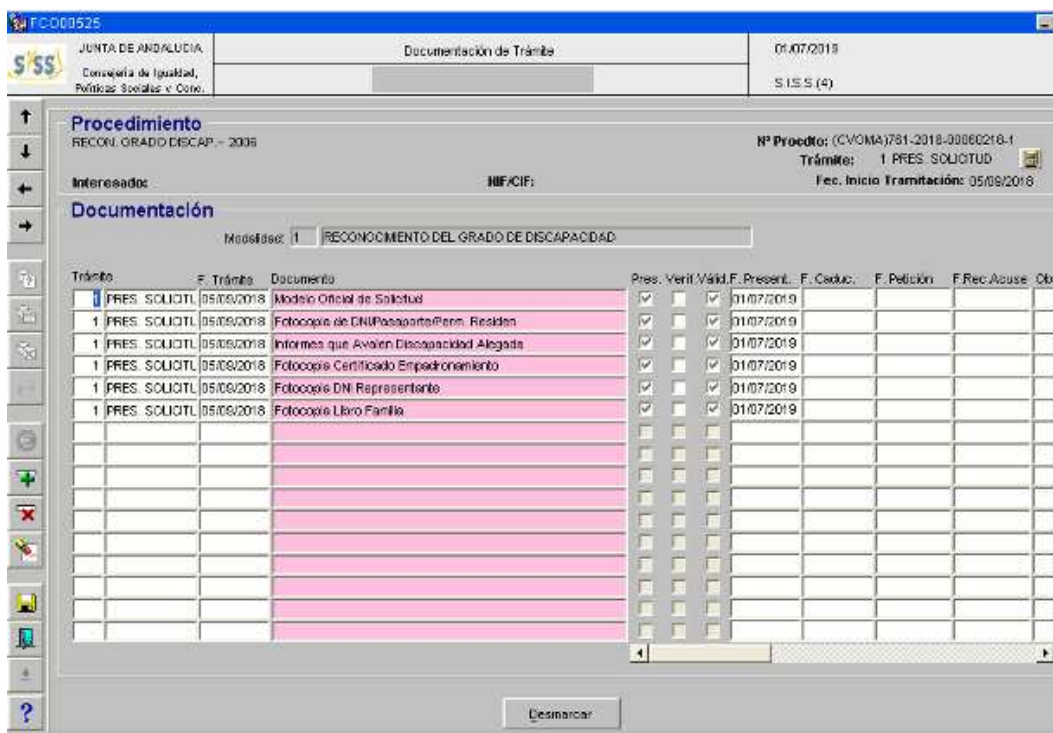 FCO00525
JUNTA DE ANDALUCIA
Consejería de Igualdad,
Políticas Sociales y Conc.
SISS
Documentación de Trámite
01/07/2019
S.I.S.S.(4)
Procedimiento
RECON. GRADO DISCAP.- 2006
Nº Procdto: (CVOMA)761-2018-00060218-1
Trámite: 1 PRES. SOLICITUD
Interesado: NIF/CIF: Fec. Inicio Tramitación: 05/09/2018
Documentación
Modalidad: 1 RECONOCIMIENTO DEL GRADO DE DISCAPACIDAD
Trámite F. Trámite Documento Pres. Verif. Válid. F. Present. F. Caduc. F. Petición F.Rec.Acuse Obs
1 PRES. SOLICITU 05/09/2018 Modelo Oficial de Solicitud 01/07/2019
1 PRES. SOLICITU 05/09/2018 Fotocopia de DNI/Pasaporte/Perm. Residen 01/07/2019
1 PRES. SOLICITU 05/09/2018 Informes que Avalen Discapacidad Alegada 01/07/2019
1 PRES. SOLICITU 05/09/2018 Fotocopia Certificado Empadronamiento 01/07/2019
1 PRES. SOLICITU 05/09/2018 Fotocopia DNI Representante 01/07/2019
1 PRES. SOLICITU 05/09/2018 Fotocopia Libro Familia 01/07/2019
Desmarcar
?